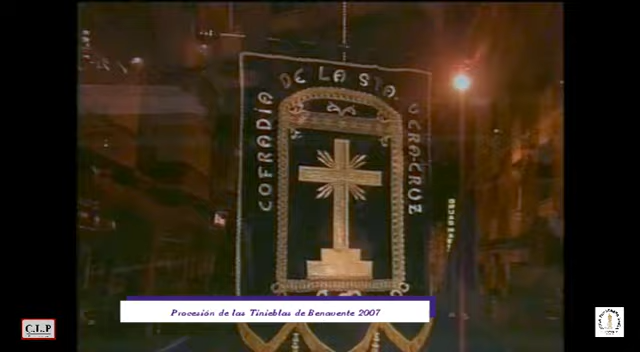 COFRADÍA DE LA STA. VERA-CRUZ
Procesión de las Tinieblas de Benavente 2007
C.L.P